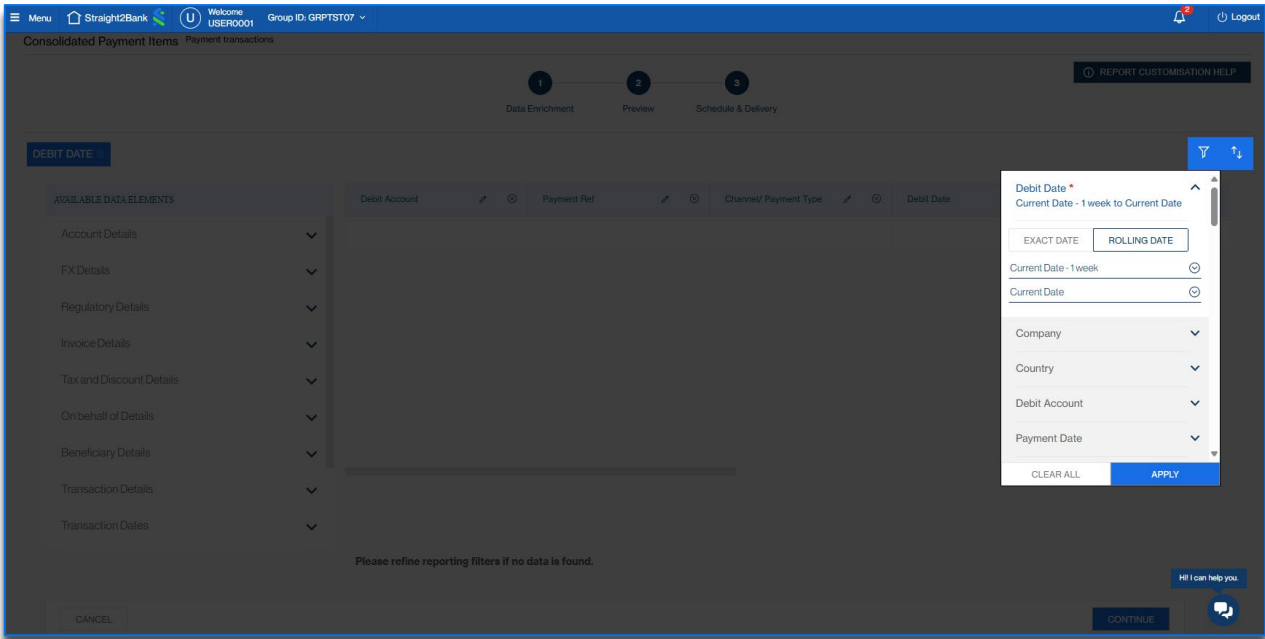 Menu
Straight2Bank
U
Welcome
USER0001
Group ID: GRPTST07
2
Logout
Consolidated Payment Items Payment transactions
REPORT CUSTOMISATION HELP
1
2
3
Data Enrichment
Preview
Schedule & Delivery
DEBIT DATE
AVAILABLE DATA ELEMENTS
Debit Account
Payment Ref
Channel/ Payment Type
Debit Date
Account Details
FX Details
Regulatory Details
Invoice Details
Tax and Discount Details
On behalf of Details
Beneficiary Details
Transaction Details
Transaction Dates
Debit Date *
Current Date - 1 week to Current Date
EXACT DATE
ROLLING DATE
Current Date - 1 week
Current Date
Company
Country
Debit Account
Payment Date
CLEAR ALL
APPLY
Please refine reporting filters if no data is found.
Hi! I can help you.
CANCEL
CONTINUE